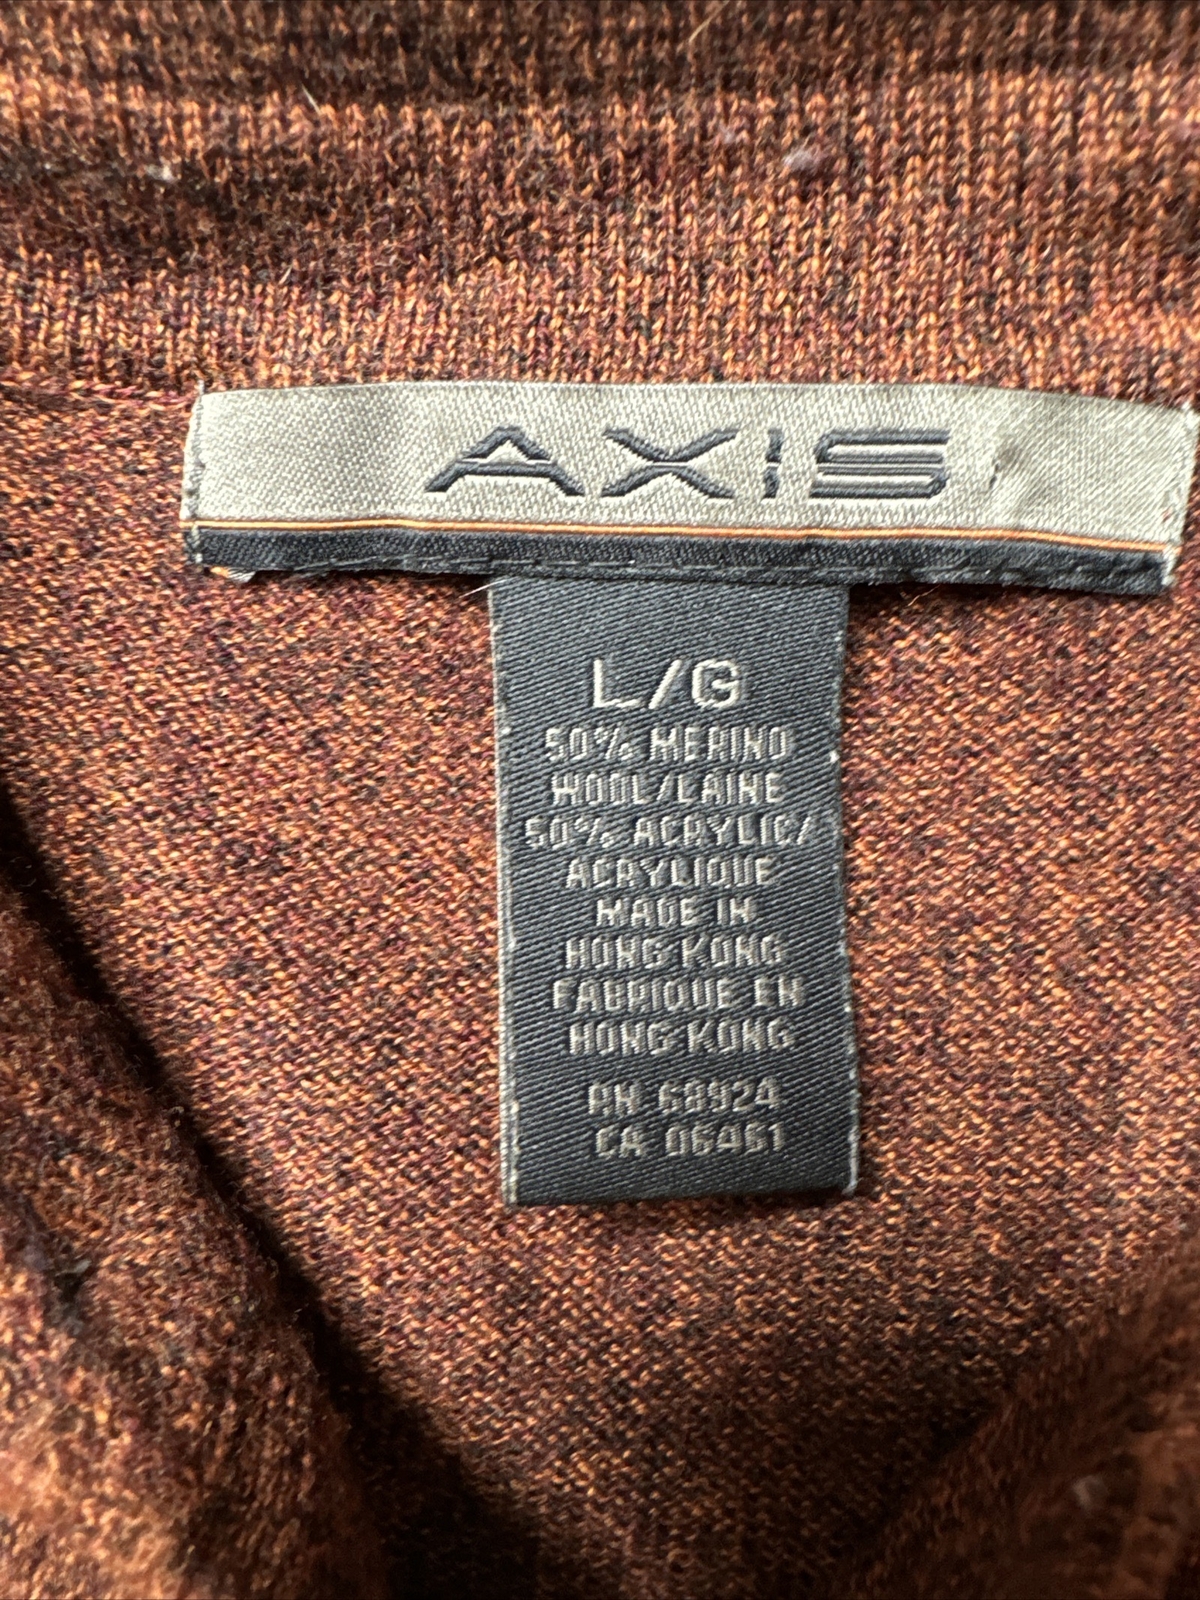 AXIS
L/G
50% MERINO
WOOL/LAINE
50% ACRYLIC/
ACRYLIQUE
MADE IN
HONG KONG
FABRIQUE EN
HONG KONG
RN 68924
CA 06461